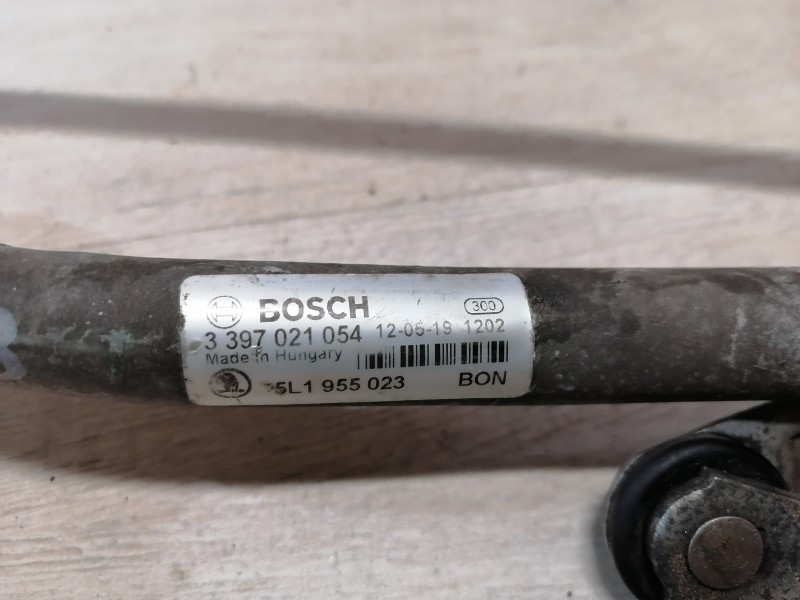 BOSCH 300
3 397 021 054 12-06-19 1202
Made in Hungary
5L1 955 023 BON